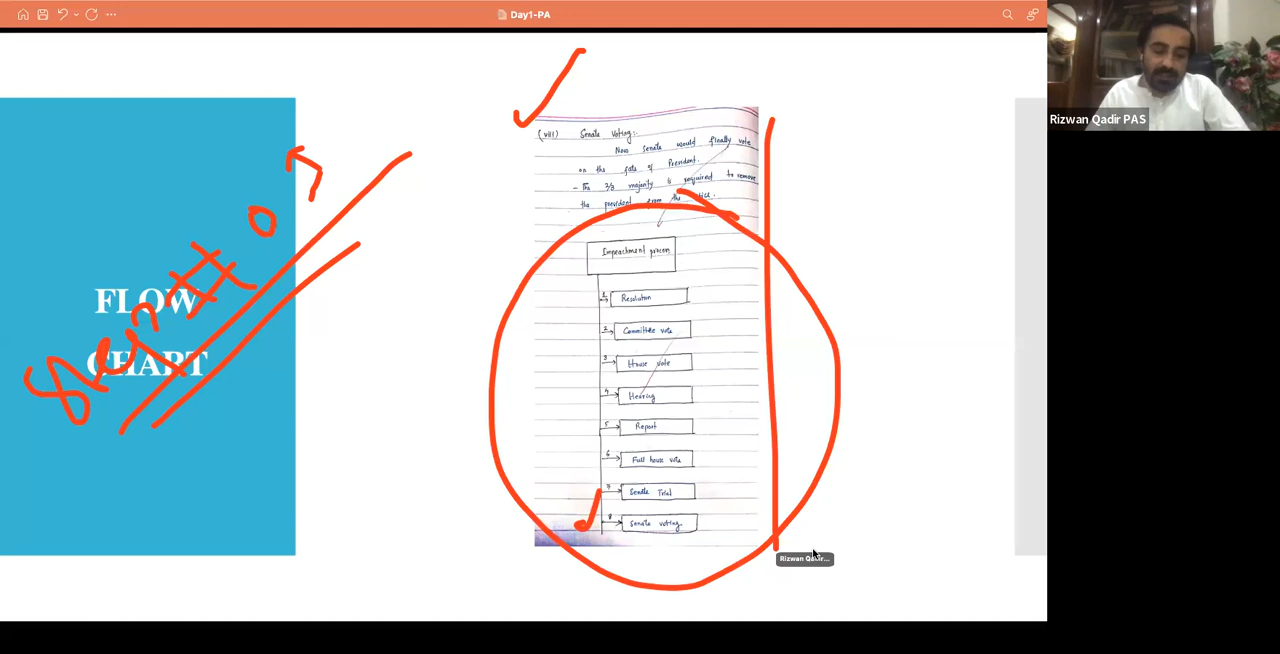 Day1-PA
Rizwan Qadir PAS
FLOW
CHART
(viii) Senate Voting:-
Now Senate would finally vote
on the fate of President.
- The 2/3 majority is required to remove
the president from the
Impeachment process
1 Resolution
2 Committee vote
3 House vote
4 Hearing
5 Report
6 Full house vote
7 Senate Trial
8 Senate voting
Rizwan Qadir...